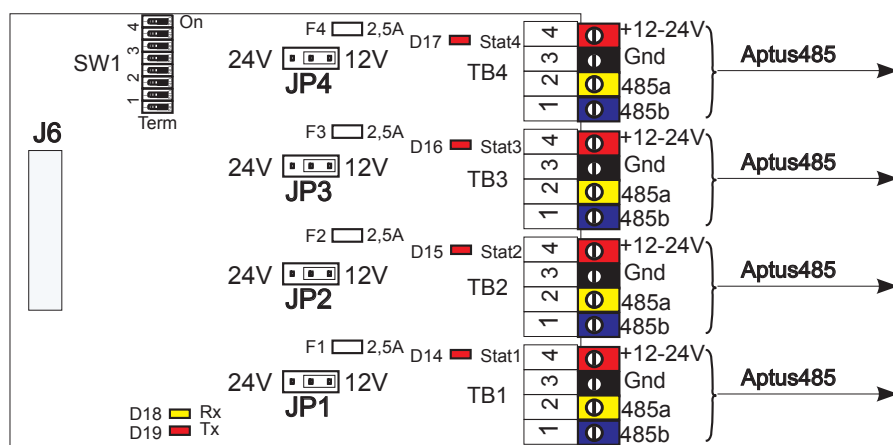 4 On F4 2,5A D17 Stat4 4 +12-24V
3 SW1 24V 12V TB4 3 Gnd Aptus485
2 JP4 2 485a
1 1 485b
Term
J6 F3 2,5A D16 Stat3 4 +12-24V
24V 12V TB3 3 Gnd Aptus485
JP3 2 485a
1 485b
F2 2,5A D15 Stat2 4 +12-24V
24V 12V TB2 3 Gnd Aptus485
JP2 2 485a
1 485b
F1 2,5A D14 Stat1 4 +12-24V
24V 12V TB1 3 Gnd Aptus485
JP1 2 485a
D18 Rx 1 485b
D19 Tx